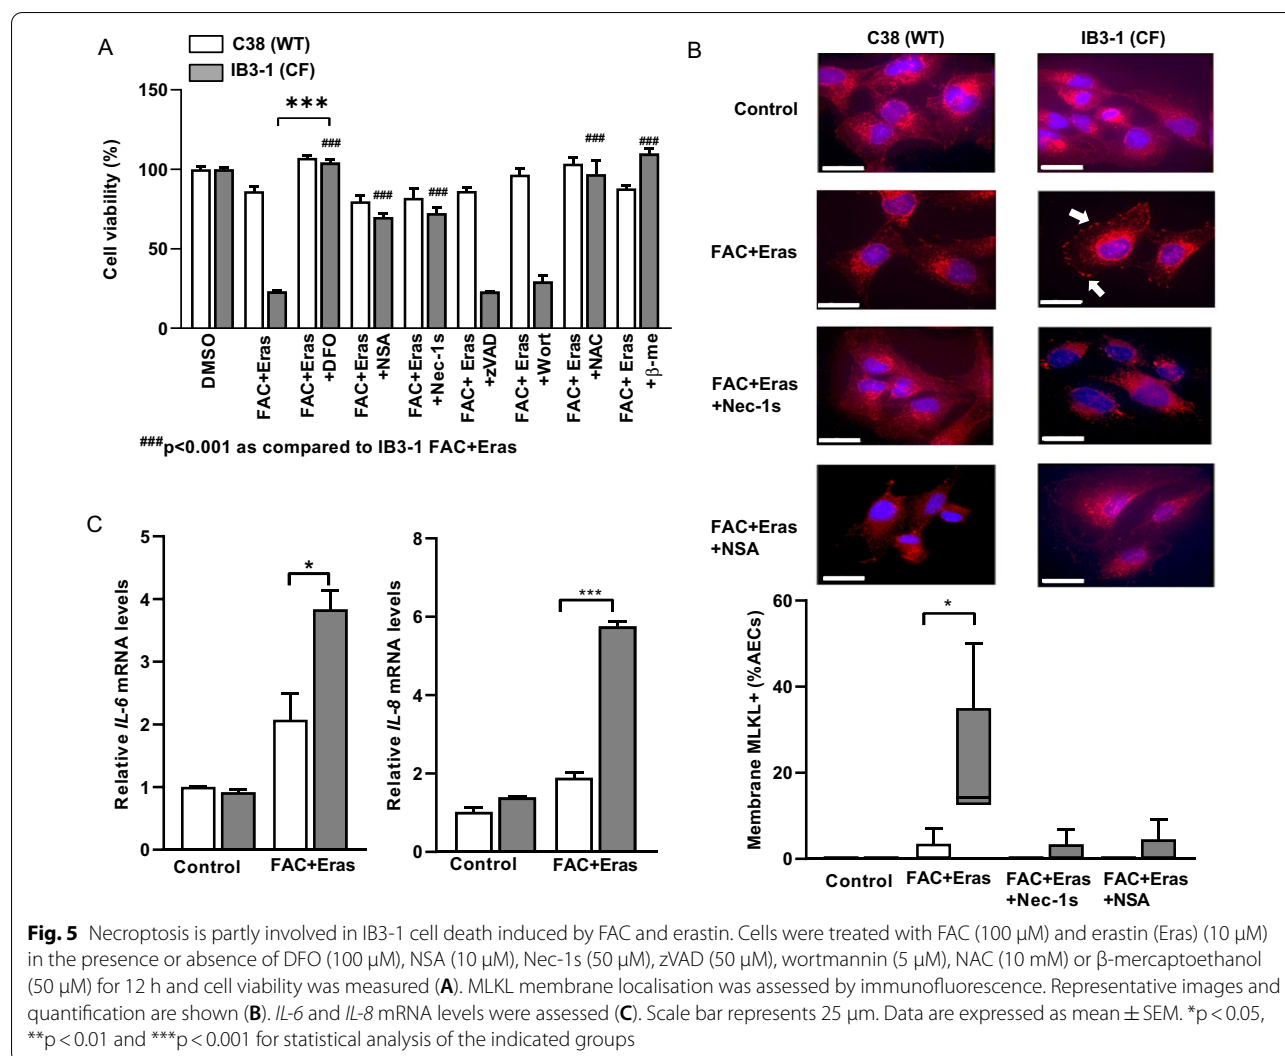 A
C38 (WT)
IB3-1 (CF)
Cell viability (%)
150
100
50
0
***
###
###
###
###
###
DMSO
FAC+Eras
FAC+Eras
+DFO
FAC+Eras
+NSA
FAC+Eras
+Nec-1s
FAC+ Eras
+zVAD
FAC+ Eras
+Wort
FAC+ Eras
+NAC
FAC+ Eras
+β-me
###p<0.001 as compared to IB3-1 FAC+Eras
B
C38 (WT)
IB3-1 (CF)
Control
FAC+Eras
FAC+Eras
+Nec-1s
FAC+Eras
+NSA
Membrane MLKL+ (%AECs)
60
40
20
0
*
Control
FAC+Eras
FAC+Eras
+Nec-1s
FAC+Eras
+NSA
C
Relative IL-6 mRNA levels
5
4
3
2
1
0
*
Control
FAC+Eras
Relative IL-8 mRNA levels
8
6
4
2
0
***
Control
FAC+Eras
Fig. 5 Necroptosis is partly involved in IB3-1 cell death induced by FAC and erastin. Cells were treated with FAC (100 μM) and erastin (Eras) (10 μM)
in the presence or absence of DFO (100 μM), NSA (10 μM), Nec-1s (50 μM), zVAD (50 μM), wortmannin (5 μM), NAC (10 mM) or β-mercaptoethanol
(50 μM) for 12 h and cell viability was measured (A). MLKL membrane localisation was assessed by immunofluorescence. Representative images and
quantification are shown (B). IL-6 and IL-8 mRNA levels were assessed (C). Scale bar represents 25 μm. Data are expressed as mean ± SEM. *p < 0.05,
**p < 0.01 and ***p < 0.001 for statistical analysis of the indicated groups